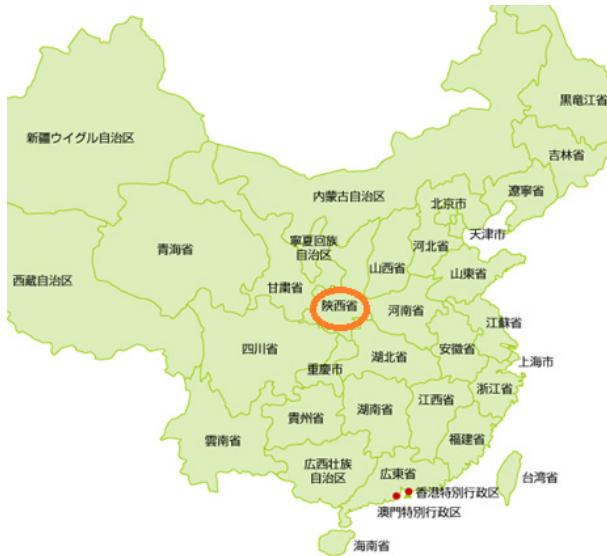 黒竜江省
新疆ウイグル自治区
吉林省
内蒙古自治区
遼寧省
北京市
天津市
寧夏回族
自治区
河北省
青海省
山西省
山東省
西蔵自治区
甘粛省
陝西省
河南省
江蘇省
四川省
安徽省
湖北省
上海市
重慶市
浙江省
江西省
湖南省
貴州省
雲南省
福建省
広西壮族
自治区
広東省
台湾省
香港特別行政区
澳門特別行政区
海南省